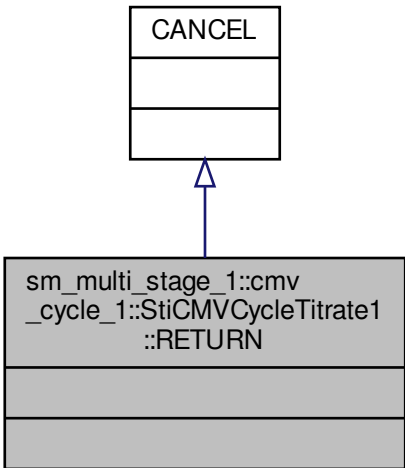 CANCEL
sm_multi_stage_1::cmv
_cycle_1::StiCMVCycleTitrate1
::RETURN